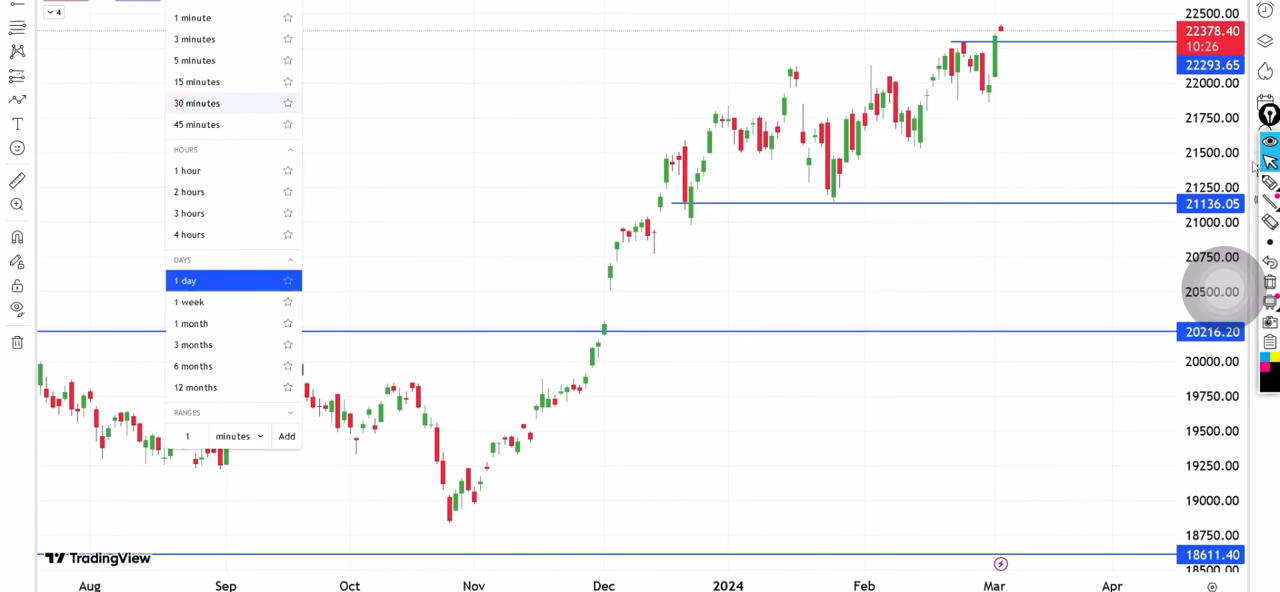 4
1 minute
3 minutes
5 minutes
15 minutes
30 minutes
45 minutes
HOURS
1 hour
2 hours
3 hours
4 hours
DAYS
1 day
1 week
1 month
3 months
6 months
12 months
RANGES
1 minutes Add
22500.00
22378.40
10:26
22293.65
22000.00
21750.00
21500.00
21250.00
21136.05
21000.00
20750.00
20500.00
20216.20
20000.00
19750.00
19500.00
19250.00
19000.00
18750.00
18611.40
18500.00
TradingView
Aug Sep Oct Nov Dec 2024 Feb Mar Apr